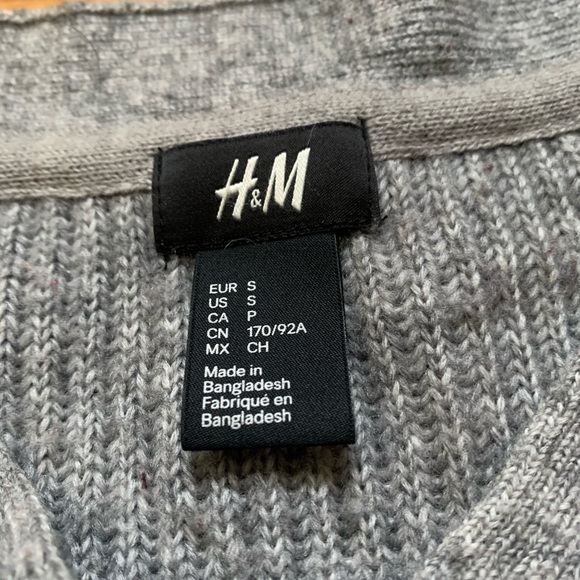 H&M
EUR S
US S
CA P
CN 170/92A
MX CH
Made in
Bangladesh
Fabriqué en
Bangladesh